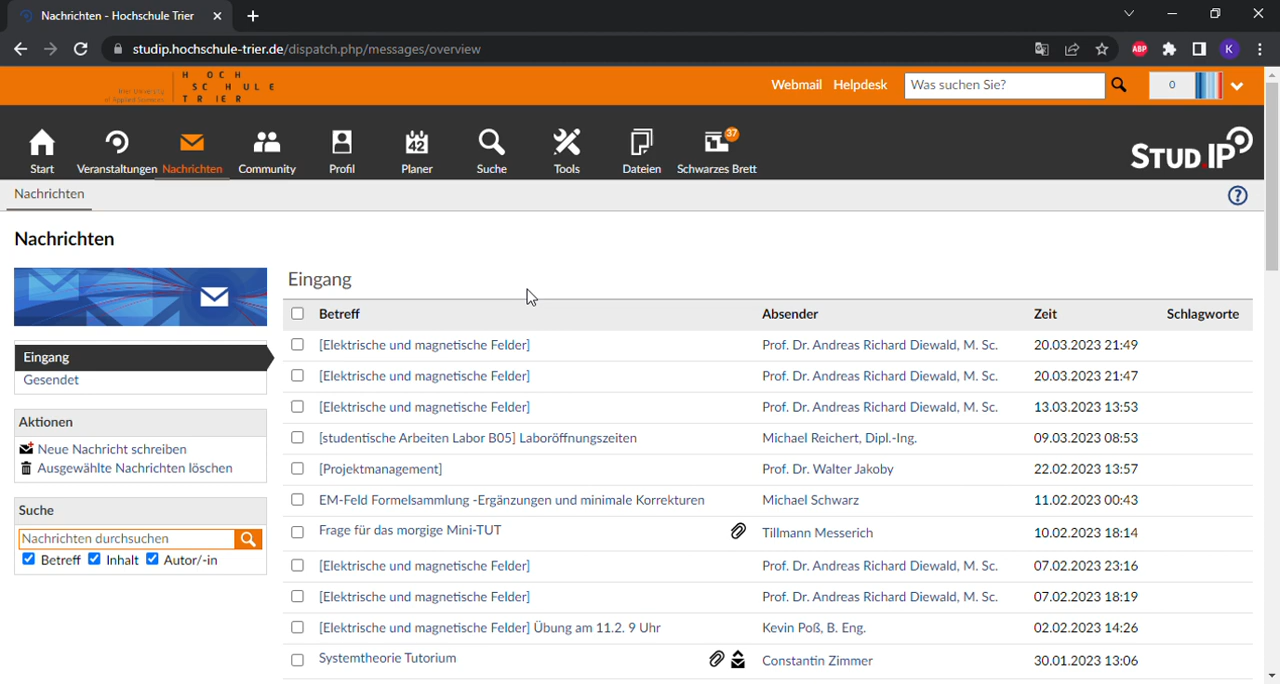 Nachrichten - Hochschule Trier
studip.hochschule-trier.de/dispatch.php/messages/overview
ABP
K
H OCH
SC HULE
TRIER
Webmail Helpdesk Was suchen Sie? 0
42
37
Start Veranstaltungen Nachrichten Community Profil Planer Suche Tools Dateien Schwarzes Brett
STUD.IP
Nachrichten
?
Nachrichten
Eingang
Gesendet
Aktionen
Neue Nachricht schreiben
Ausgewählte Nachrichten löschen
Suche
Nachrichten durchsuchen
Betreff Inhalt Autor/-in
Eingang
Betreff Absender Zeit Schlagworte
[Elektrische und magnetische Felder] Prof. Dr. Andreas Richard Diewald, M. Sc. 20.03.2023 21:49
[Elektrische und magnetische Felder] Prof. Dr. Andreas Richard Diewald, M. Sc. 20.03.2023 21:47
[Elektrische und magnetische Felder] Prof. Dr. Andreas Richard Diewald, M. Sc. 13.03.2023 13:53
[studentische Arbeiten Labor B05] Laboröffnungszeiten Michael Reichert, Dipl.-Ing. 09.03.2023 08:53
[Projektmanagement] Prof. Dr. Walter Jakoby 22.02.2023 13:57
EM-Feld Formelsammlung -Ergänzungen und minimale Korrekturen Michael Schwarz 11.02.2023 00:43
Frage für das morgige Mini-TUT Tillmann Messerich 10.02.2023 18:14
[Elektrische und magnetische Felder] Prof. Dr. Andreas Richard Diewald, M. Sc. 07.02.2023 23:16
[Elektrische und magnetische Felder] Prof. Dr. Andreas Richard Diewald, M. Sc. 07.02.2023 18:19
[Elektrische und magnetische Felder] Übung am 11.2. 9 Uhr Kevin Poß, B. Eng. 02.02.2023 14:26
Systemtheorie Tutorium Constantin Zimmer 30.01.2023 13:06